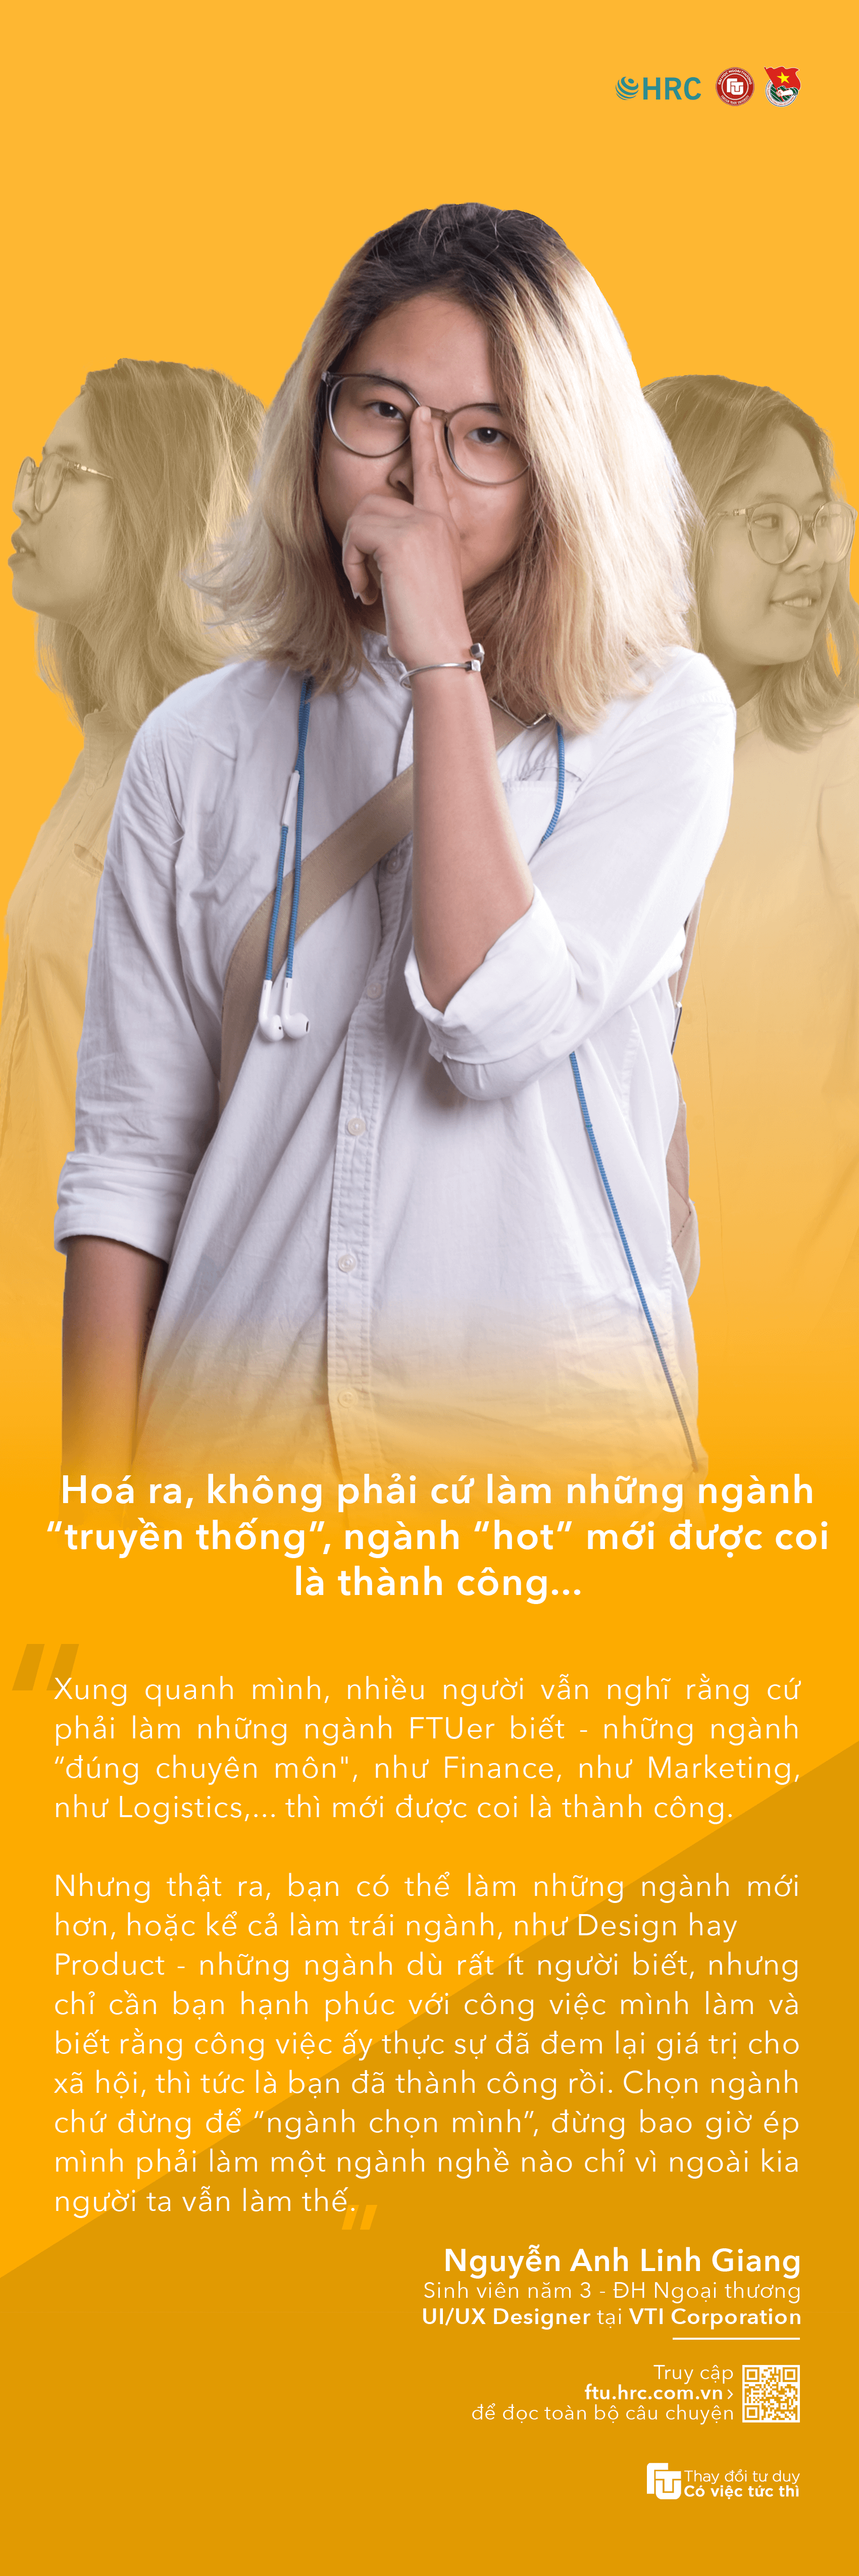 HRC
Hoá ra, không phải cứ làm những ngành
“truyền thống”, ngành “hot” mới được coi
là thành công...
Xung quanh mình, nhiều người vẫn nghĩ rằng cứ
phải làm những ngành FTUer biết - những ngành
“đúng chuyên môn", như Finance, như Marketing,
như Logistics,... thì mới được coi là thành công.
Nhưng thật ra, bạn có thể làm những ngành mới
hơn, hoặc kể cả làm trái ngành, như Design hay
Product - những ngành dù rất ít người biết, nhưng
chỉ cần bạn hạnh phúc với công việc mình làm và
biết rằng công việc ấy thực sự đã đem lại giá trị cho
xã hội, thì tức là bạn đã thành công rồi. Chọn ngành
chứ đừng để “ngành chọn mình”, đừng bao giờ ép
mình phải làm một ngành nghề nào chỉ vì ngoài kia
người ta vẫn làm thế.
Nguyễn Anh Linh Giang
Sinh viên năm 3 - ĐH Ngoại thương
UI/UX Designer tại VTI Corporation
Truy cập
ftu.hrc.com.vn›
để đọc toàn bộ câu chuyện
Thay đổi tư duy
Có việc tức thì